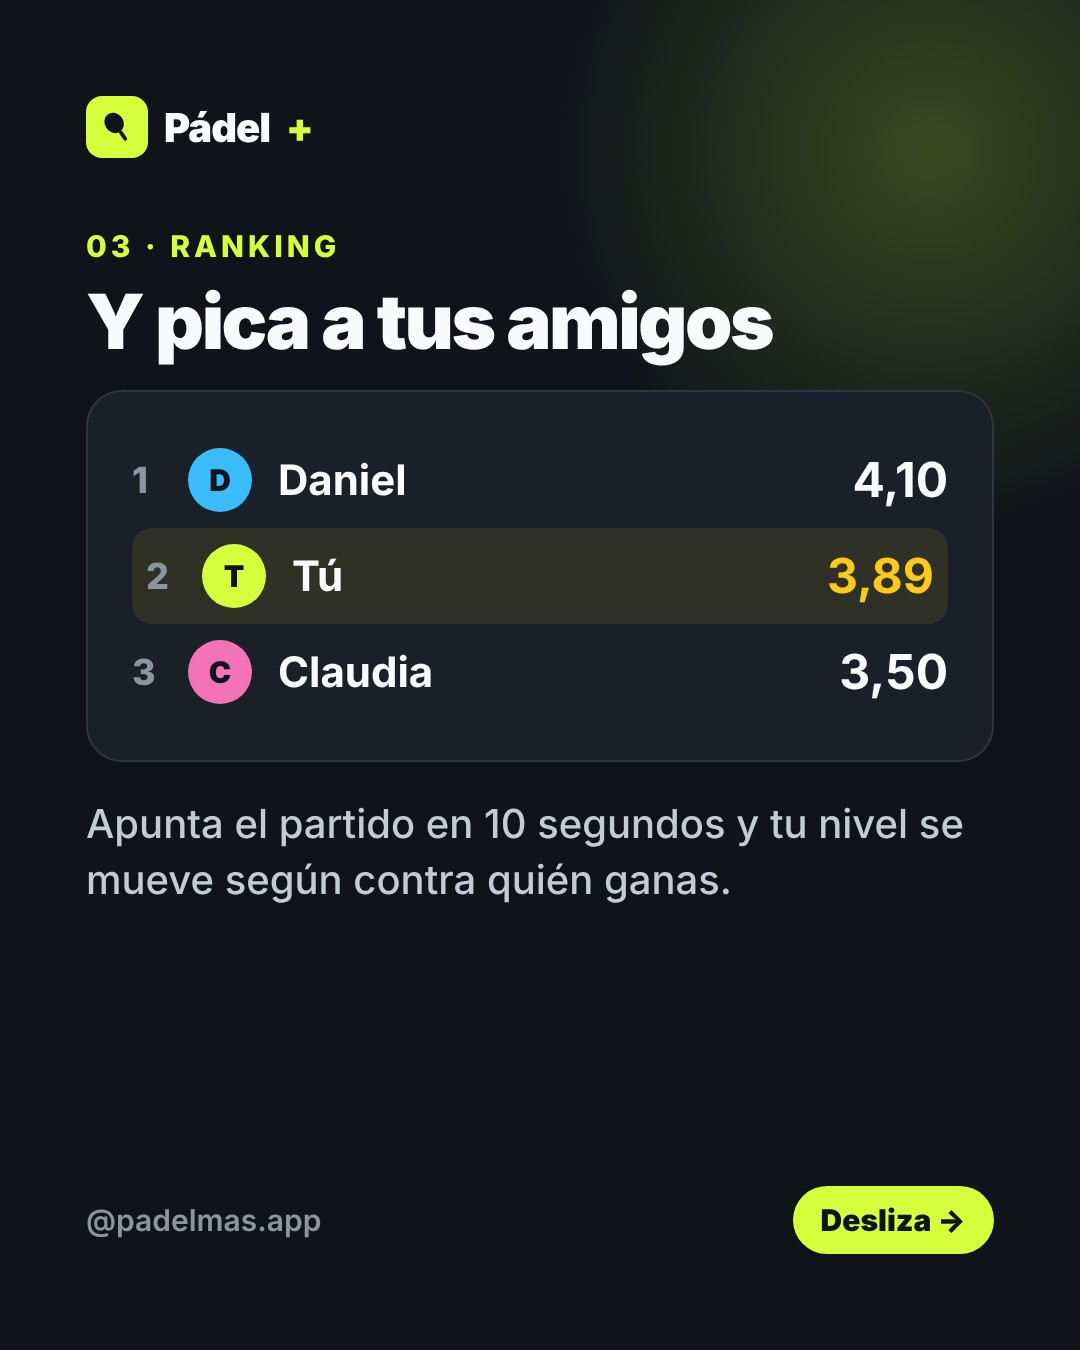 Pádel +
03 · RANKING
Y pica a tus amigos
1 D Daniel 4,10
2 T Tú 3,89
3 C Claudia 3,50
Apunta el partido en 10 segundos y tu nivel se
mueve según contra quién ganas.
@padelmas.app
Desliza →